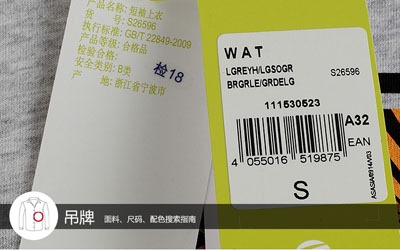 品名: 短袖上衣
货号: S26596
执行标准: GB/T 22849-2009
产品等级: 合格品
检验合格:
检18
安全类别: B类
产地: 浙江省宁波市
WAT
LGREYH/LGSOGR S26596
BRGRLE/GRDELG
111530523
A32
EAN
4 055016 519875
S
ASASIA/0914V/03
吊牌 面料、尺码、配色搜索指南